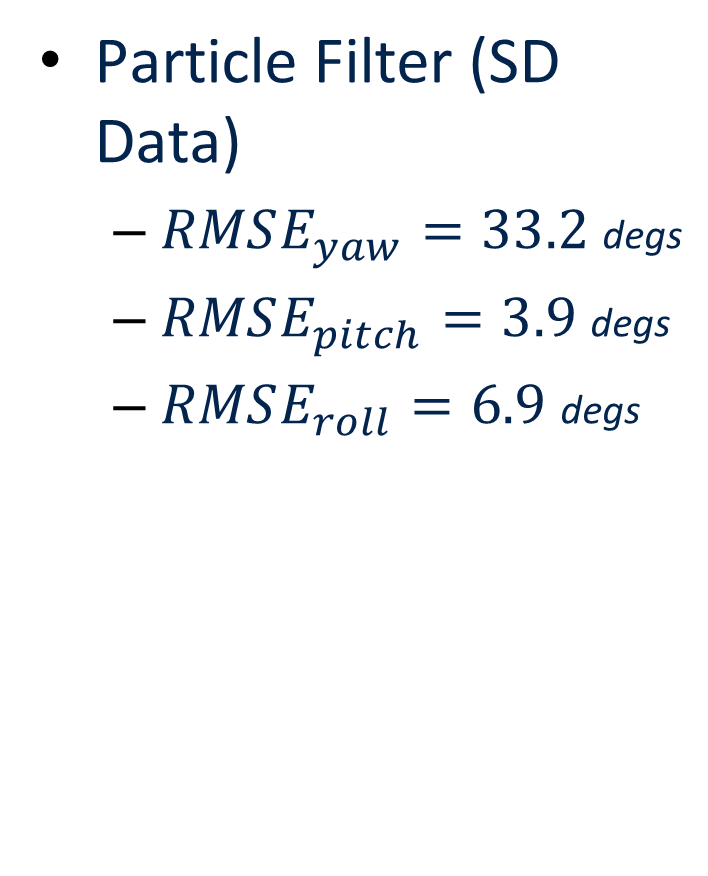 • Particle Filter (SD
Data)
– RMSE_yaw = 33.2 degs
– RMSE_pitch = 3.9 degs
– RMSE_roll = 6.9 degs